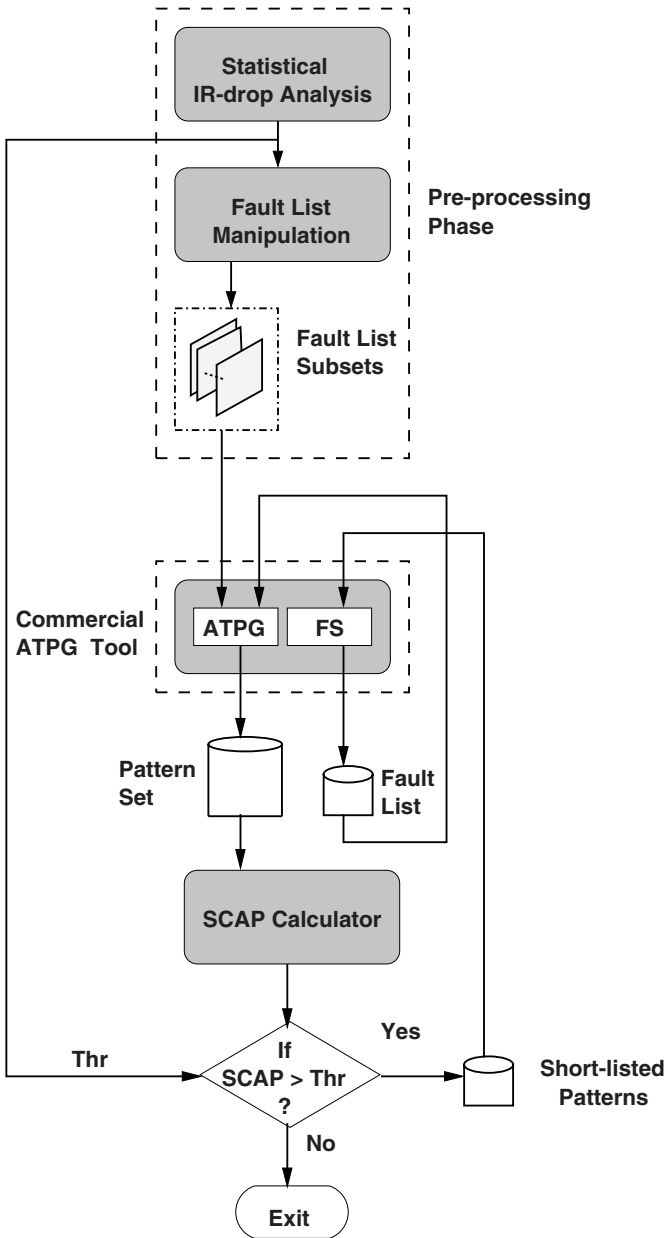 Statistical
IR-drop Analysis
Fault List
Manipulation
Pre-processing
Phase
Fault List
Subsets
Commercial
ATPG Tool
ATPG
FS
Pattern
Set
Fault
List
SCAP Calculator
Thr
If
SCAP > Thr
?
Yes
Short-listed
Patterns
No
Exit